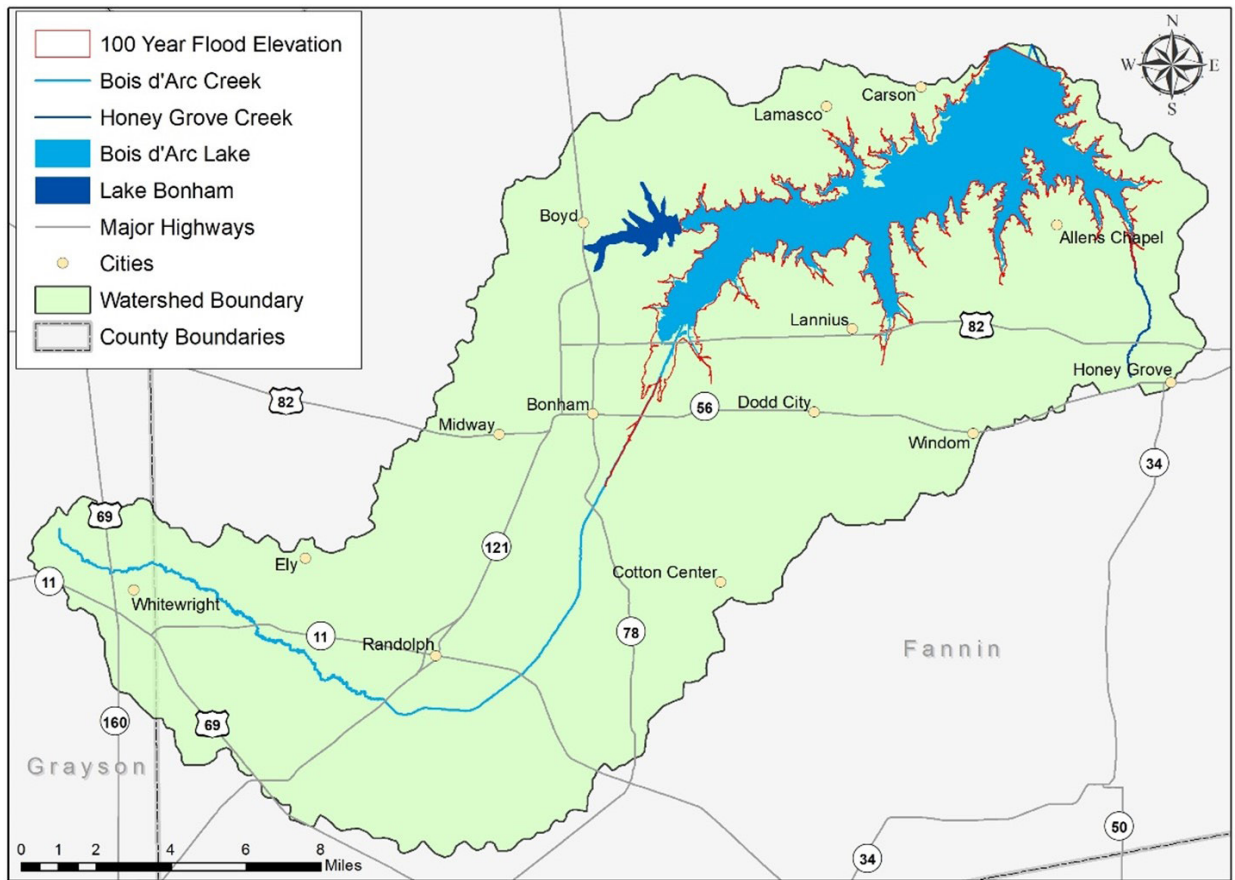 100 Year Flood Elevation
Bois d'Arc Creek
Honey Grove Creek
Bois d'Arc Lake
Lake Bonham
Major Highways
Cities
Watershed Boundary
County Boundaries
N
W E
S
Carson
Lamasco
Boyd
Allens Chapel
Lannius
82
Honey Grove
82
Bonham
56
Dodd City
Midway
Windom
34
69
121
Ely
Cotton Center
11
Whitewright
11
78
Randolph
Fannin
160
69
Grayson
50
34
0 2 4 6 8
Miles